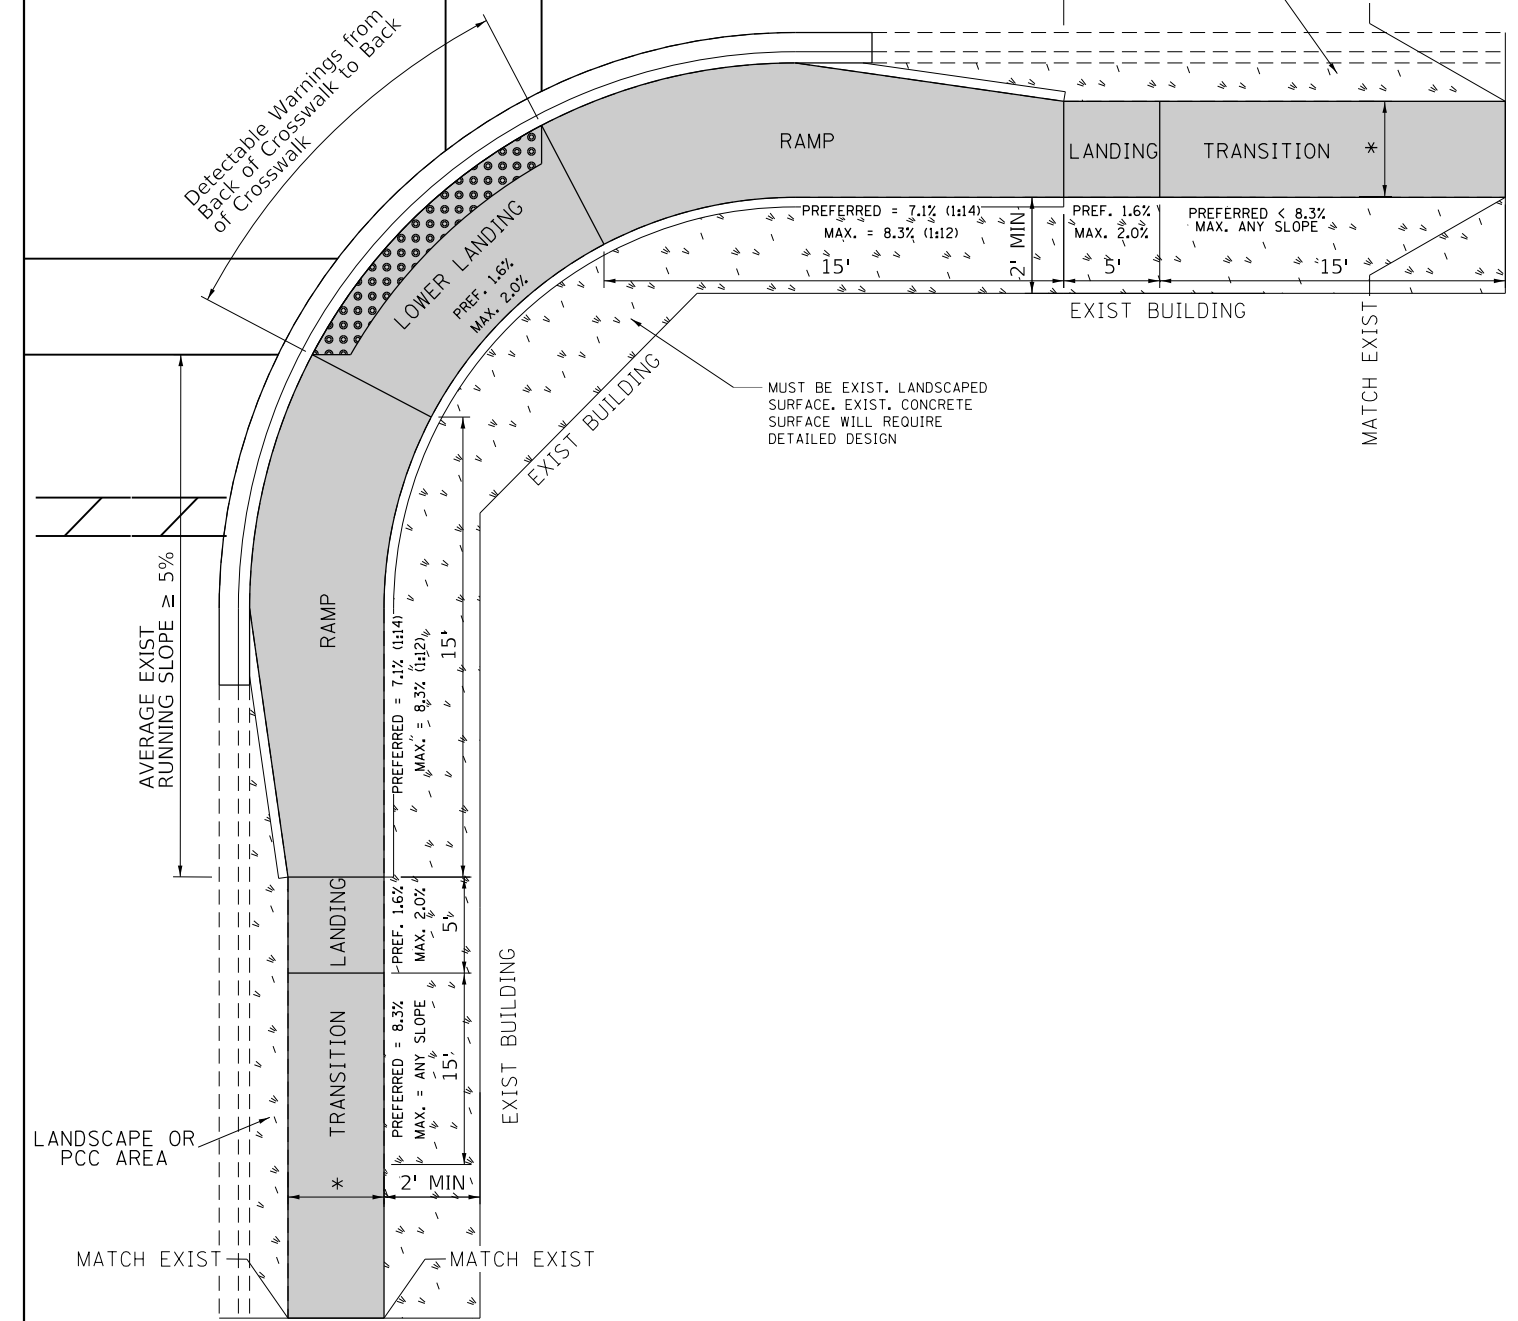 Detectable Warnings from
Back of Crosswalk to Back
of Crosswalk
RAMP
LANDING
TRANSITION
*
LOWER LANDING
PREF. 1.6%
MAX. 2.0%
PREFERRED = 7.1% (1:14)
MAX. = 8.3% (1:12)
15'
2' MIN
PREF. 1.6%
MAX. 2.0%
5'
PREFERRED < 8.3%
MAX. ANY SLOPE
15'
EXIST BUILDING
MATCH EXIST
EXIST BUILDING
MUST BE EXIST. LANDSCAPED
SURFACE. EXIST. CONCRETE
SURFACE WILL REQUIRE
DETAILED DESIGN
AVERAGE EXIST
RUNNING SLOPE ≥ 5%
RAMP
PREFERRED = 7.1% (1:14)
MAX. = 8.3% (1:12)
15'
LANDING
PREF. 1.6%
MAX. 2.0%
5'
TRANSITION
PREFERRED = 8.3%
MAX. = ANY SLOPE
15'
EXIST BUILDING
LANDSCAPE OR
PCC AREA
*
2' MIN
MATCH EXIST
MATCH EXIST